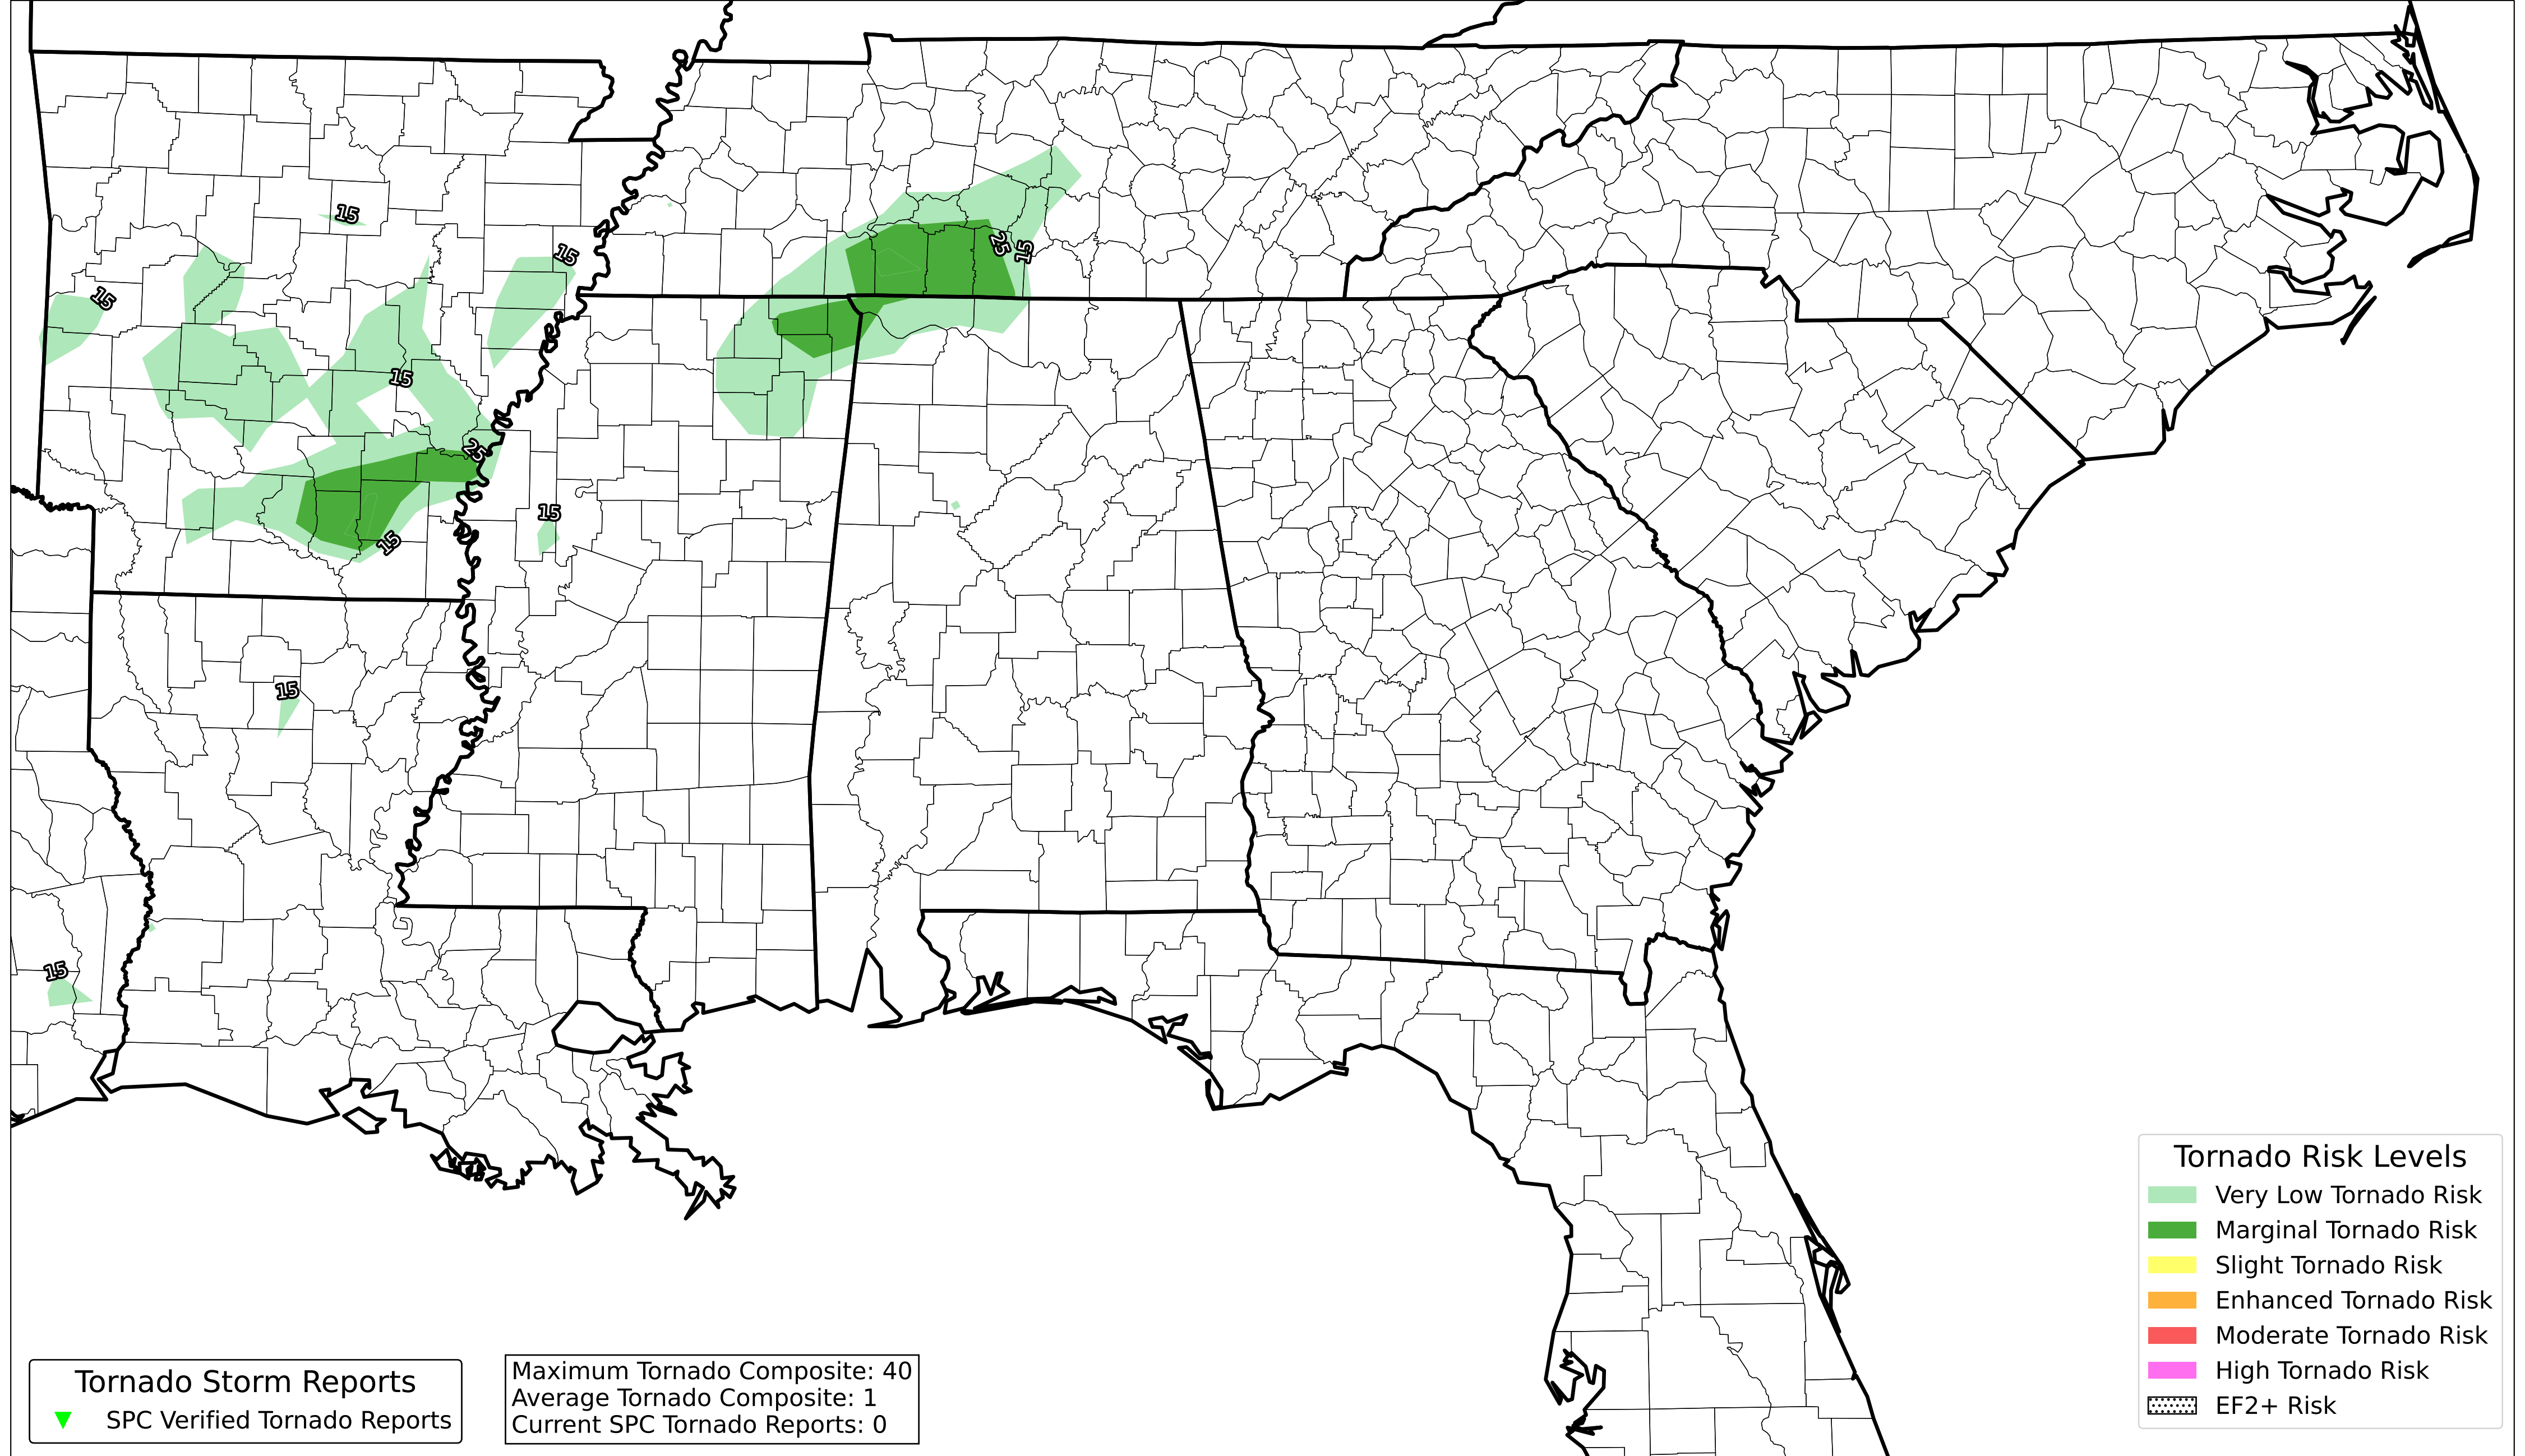 15
15
15
25
15
15
25
15
15
15
15
Tornado Storm Reports
SPC Verified Tornado Reports
Maximum Tornado Composite: 40
Average Tornado Composite: 1
Current SPC Tornado Reports: 0
Tornado Risk Levels
Very Low Tornado Risk
Marginal Tornado Risk
Slight Tornado Risk
Enhanced Tornado Risk
Moderate Tornado Risk
High Tornado Risk
EF2+ Risk